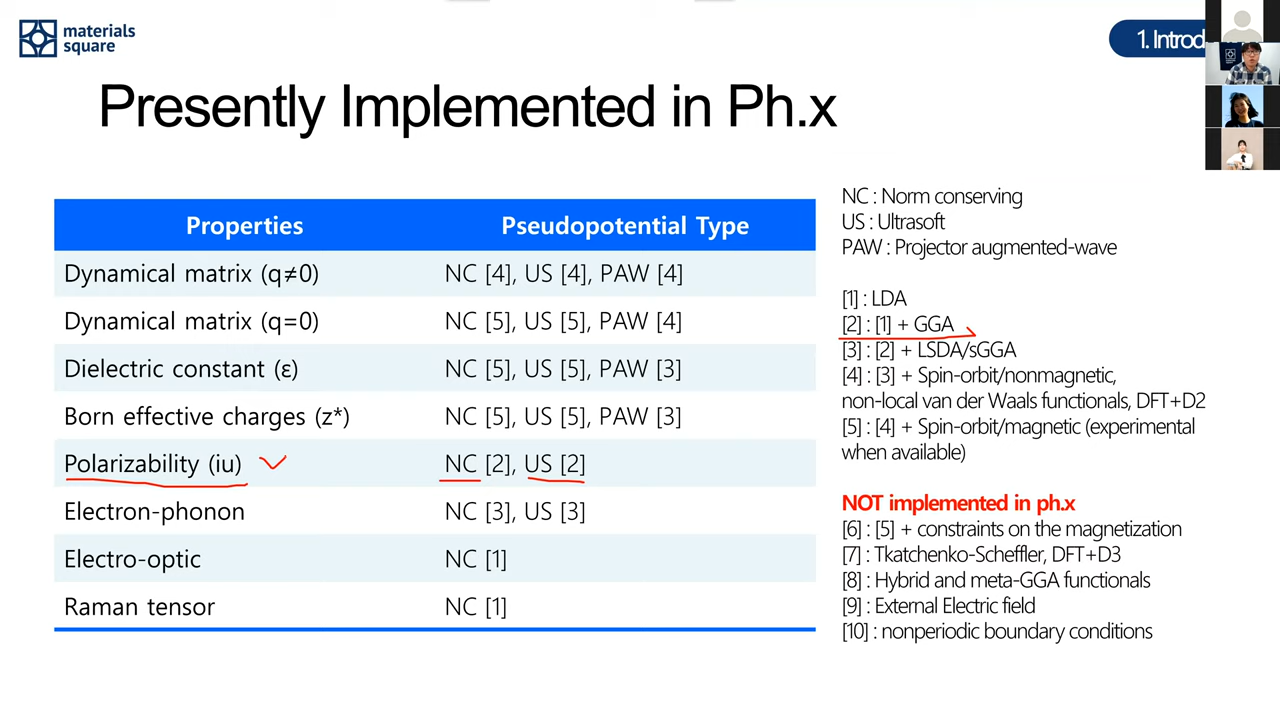 materials
square
1. Introd
Presently Implemented in Ph.x
Properties Pseudopotential Type
Dynamical matrix (q≠0) NC [4], US [4], PAW [4]
Dynamical matrix (q=0) NC [5], US [5], PAW [4]
Dielectric constant (ε) NC [5], US [5], PAW [3]
Born effective charges (z*) NC [5], US [5], PAW [3]
Polarizability (iu) NC [2], US [2]
Electron-phonon NC [3], US [3]
Electro-optic NC [1]
Raman tensor NC [1]
NC : Norm conserving
US : Ultrasoft
PAW : Projector augmented-wave
[1] : LDA
[2] : [1] + GGA
[3] : [2] + LSDA/sGGA
[4] : [3] + Spin-orbit/nonmagnetic,
non-local van der Waals functionals, DFT+D2
[5] : [4] + Spin-orbit/magnetic (experimental
when available)
NOT implemented in ph.x
[6] : [5] + constraints on the magnetization
[7] : Tkatchenko-Scheffler, DFT+D3
[8] : Hybrid and meta-GGA functionals
[9] : External Electric field
[10] : nonperiodic boundary conditions